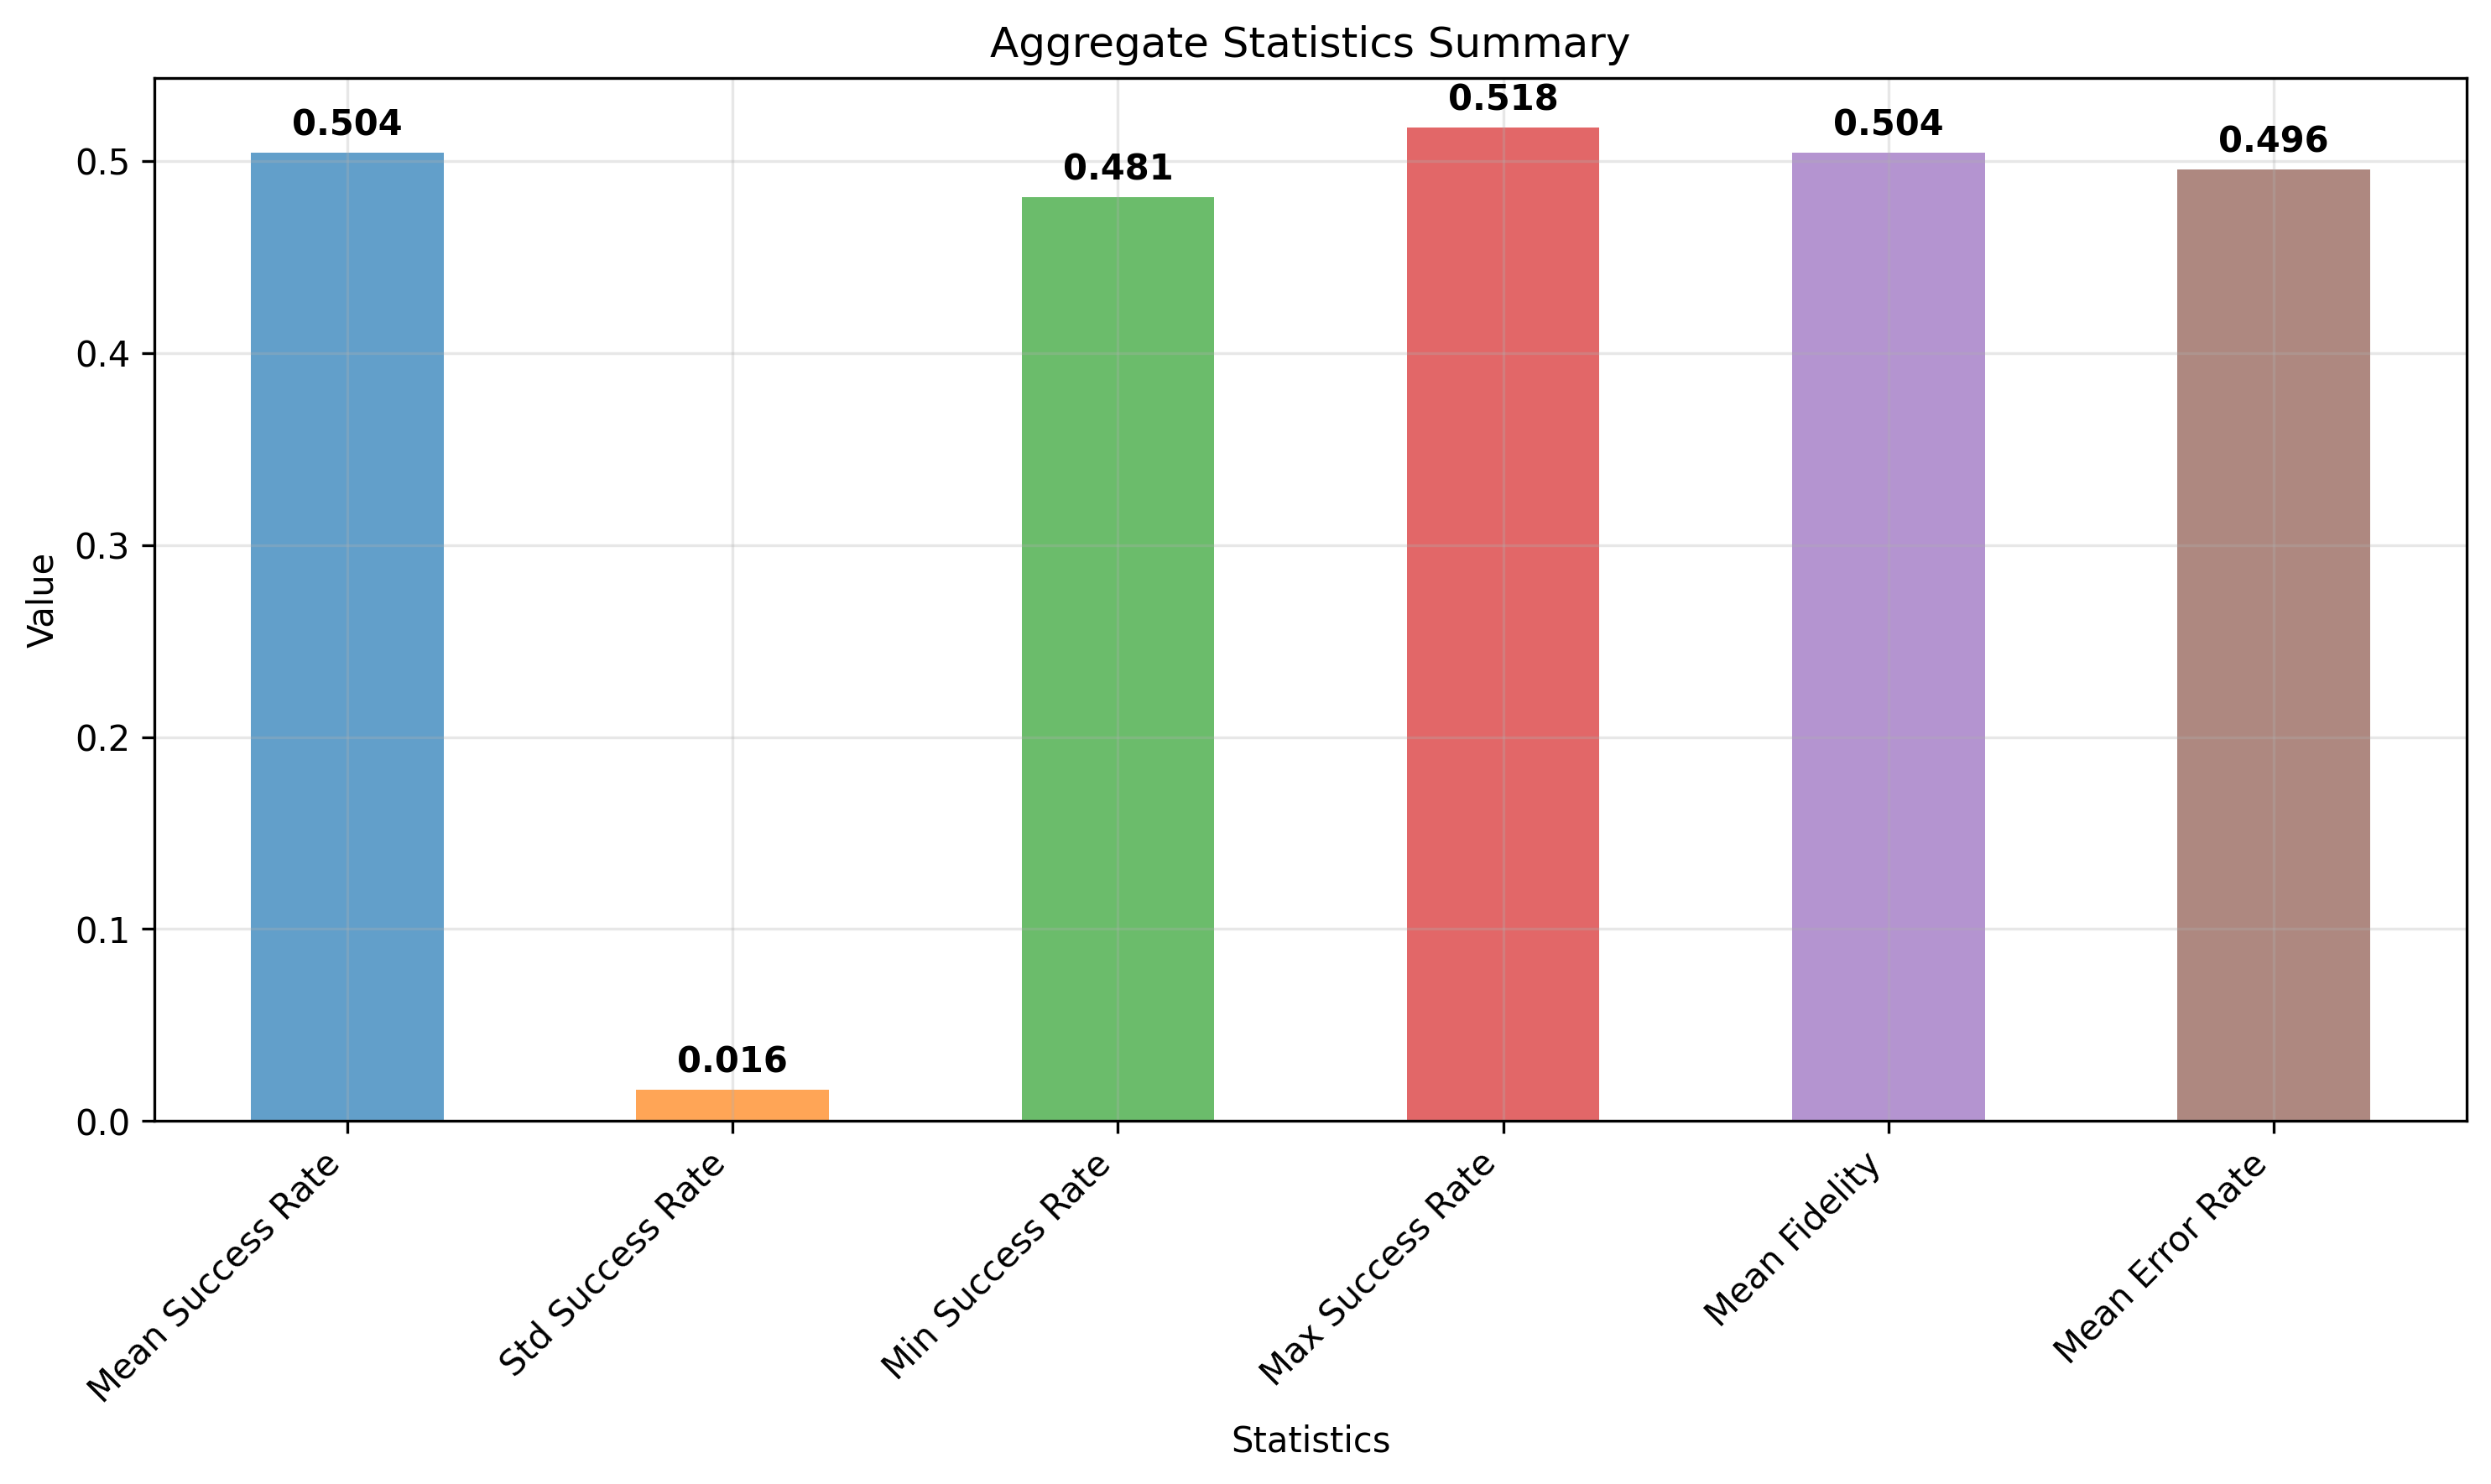 Aggregate Statistics Summary
0.504
0.016
0.481
0.518
0.504
0.496
0.5
0.4
0.3
0.2
0.1
0.0
Value
Mean Success Rate
Std Success Rate
Min Success Rate
Max Success Rate
Mean Fidelity
Mean Error Rate
Statistics